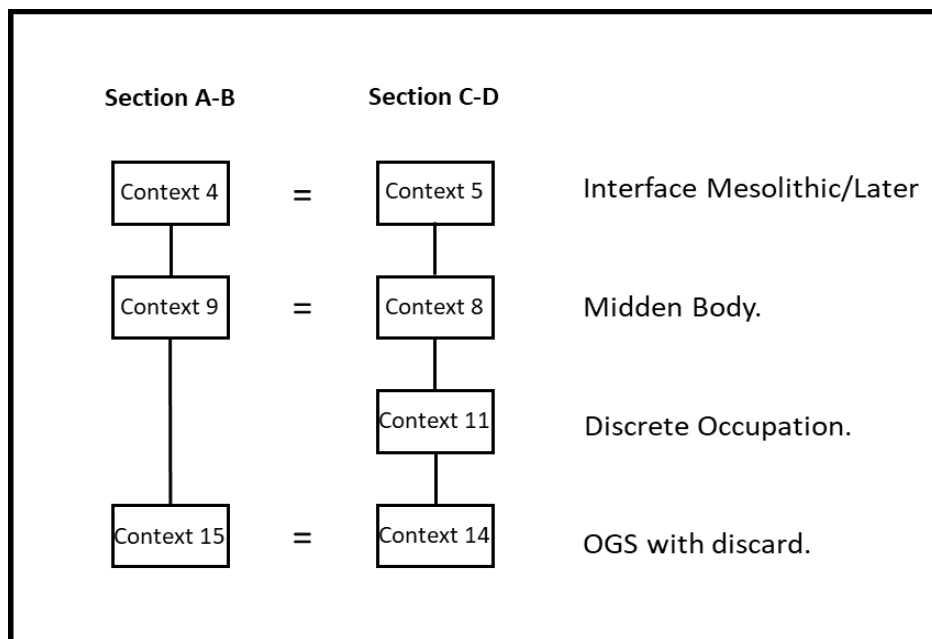 Section A-B Section C-D
Context 4 = Context 5 Interface Mesolithic/Later
Context 9 = Context 8 Midden Body.
Context 11 Discrete Occupation.
Context 15 = Context 14 OGS with discard.